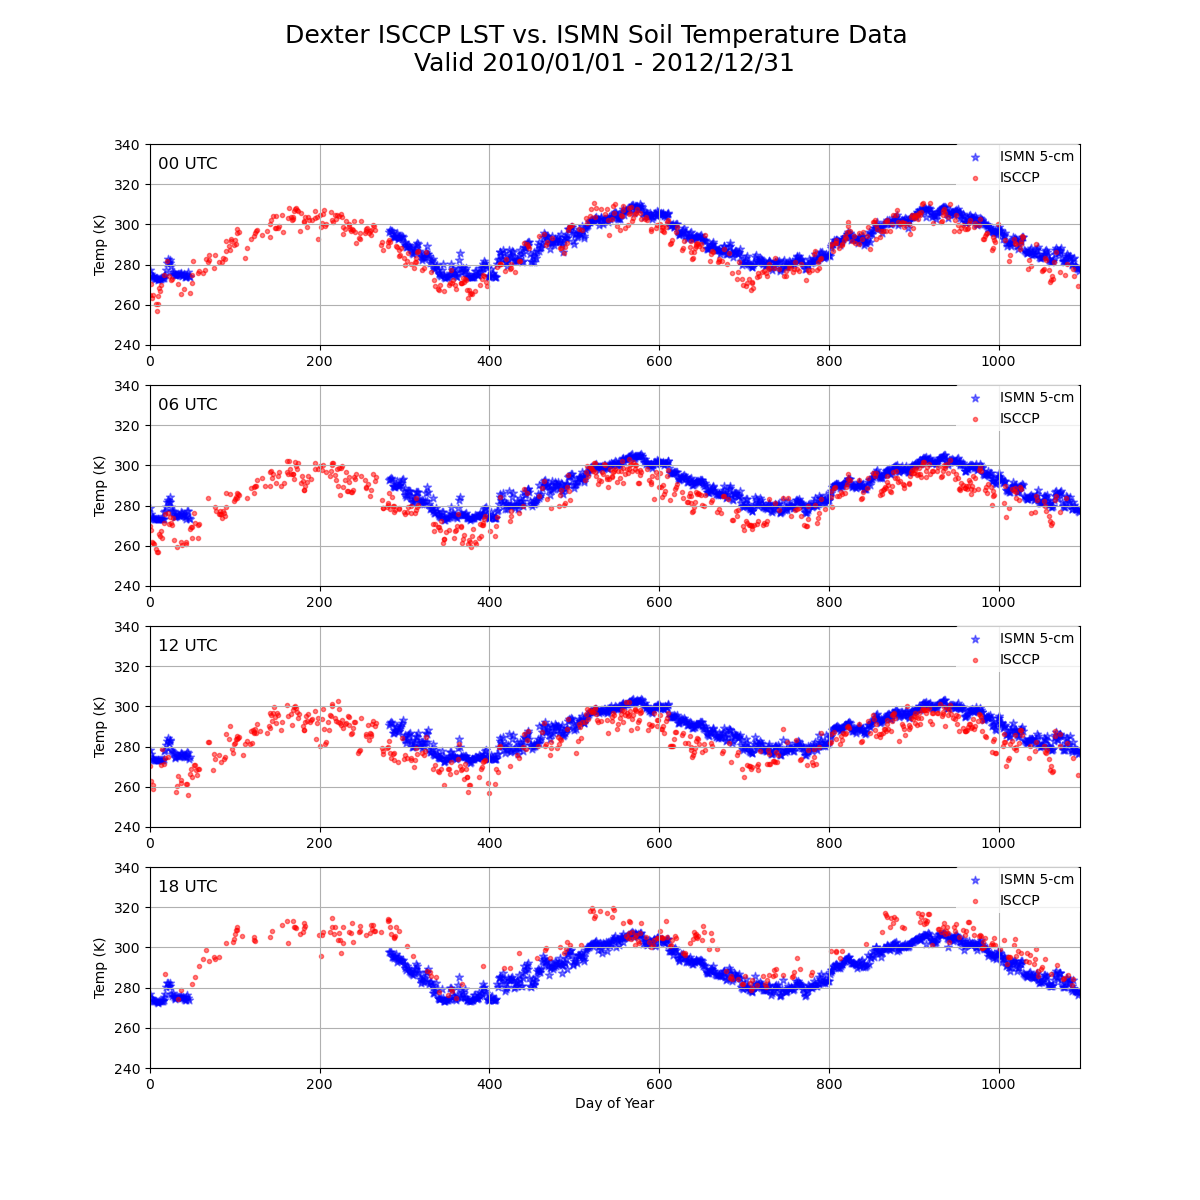 Dexter ISCCP LST vs. ISMN Soil Temperature Data
Valid 2010/01/01 - 2012/12/31
340
320
300
280
260
240
Temp (K)
00 UTC
ISMN 5-cm
ISCCP
0 200 400 600 800 1000
340
320
300
280
260
240
Temp (K)
06 UTC
ISMN 5-cm
ISCCP
0 200 400 600 800 1000
340
320
300
280
260
240
Temp (K)
12 UTC
ISMN 5-cm
ISCCP
0 200 400 600 800 1000
340
320
300
280
260
240
Temp (K)
18 UTC
ISMN 5-cm
ISCCP
0 200 400 600 800 1000
Day of Year